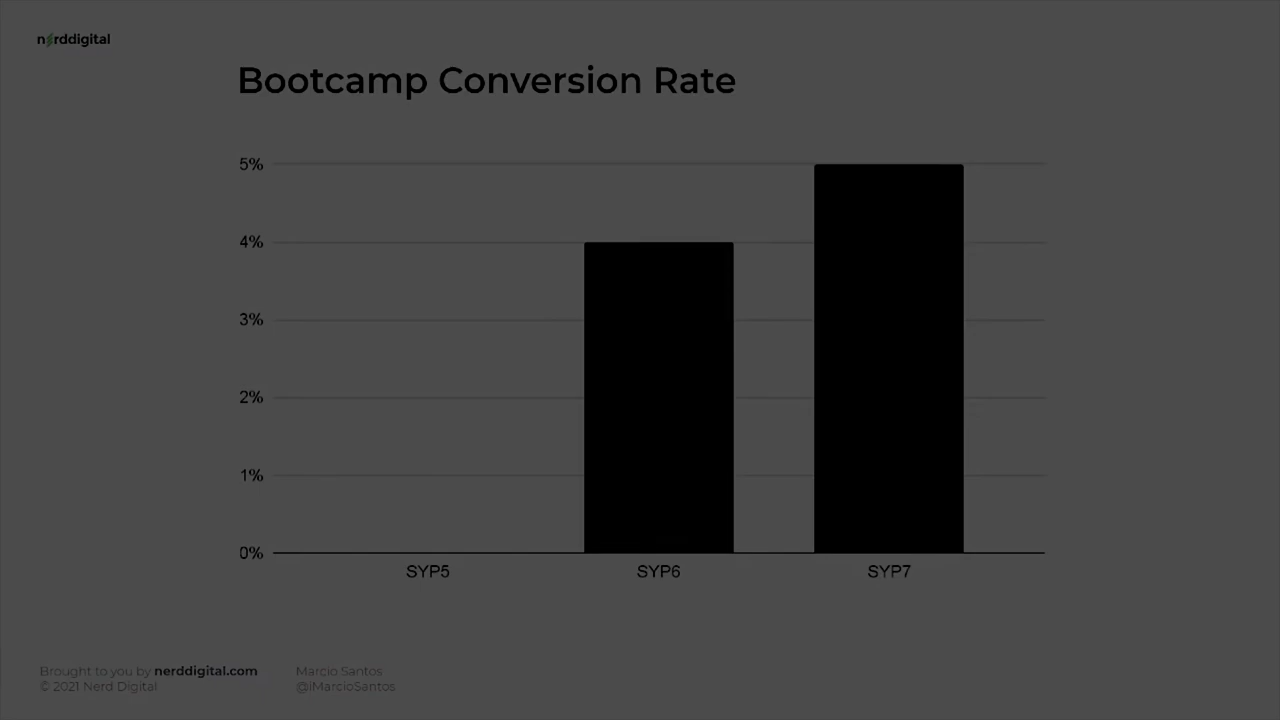 nerddigital
Bootcamp Conversion Rate
5%
4%
3%
2%
1%
0%
SYP5
SYP6
SYP7
Brought to you by nerddigital.com
© 2021 Nerd Digital
Marcio Santos
@iMarcioSantos